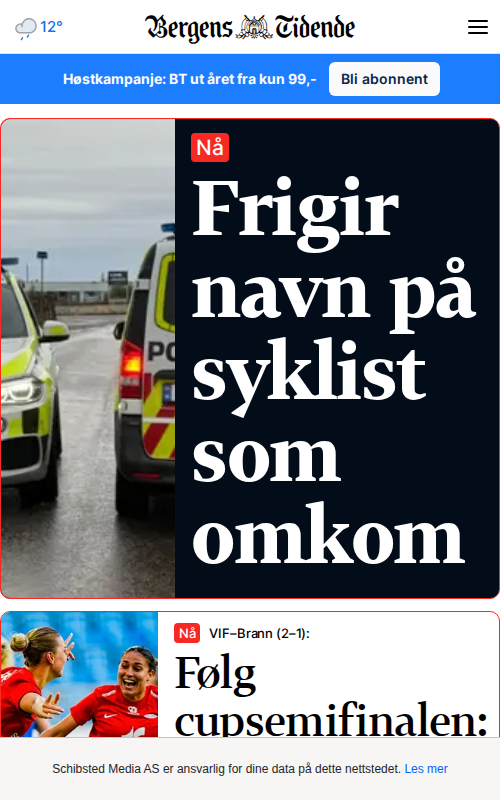 12°
Bergens Tidende
Høstkampanje: BT ut året fra kun 99,-
Bli abonnent
Nå
Frigir
navn på
syklist
som
omkom
Nå VIF–Brann (2–1):
Følg
cupsemifinalen:
Schibsted Media AS er ansvarlig for dine data på dette nettstedet. Les mer